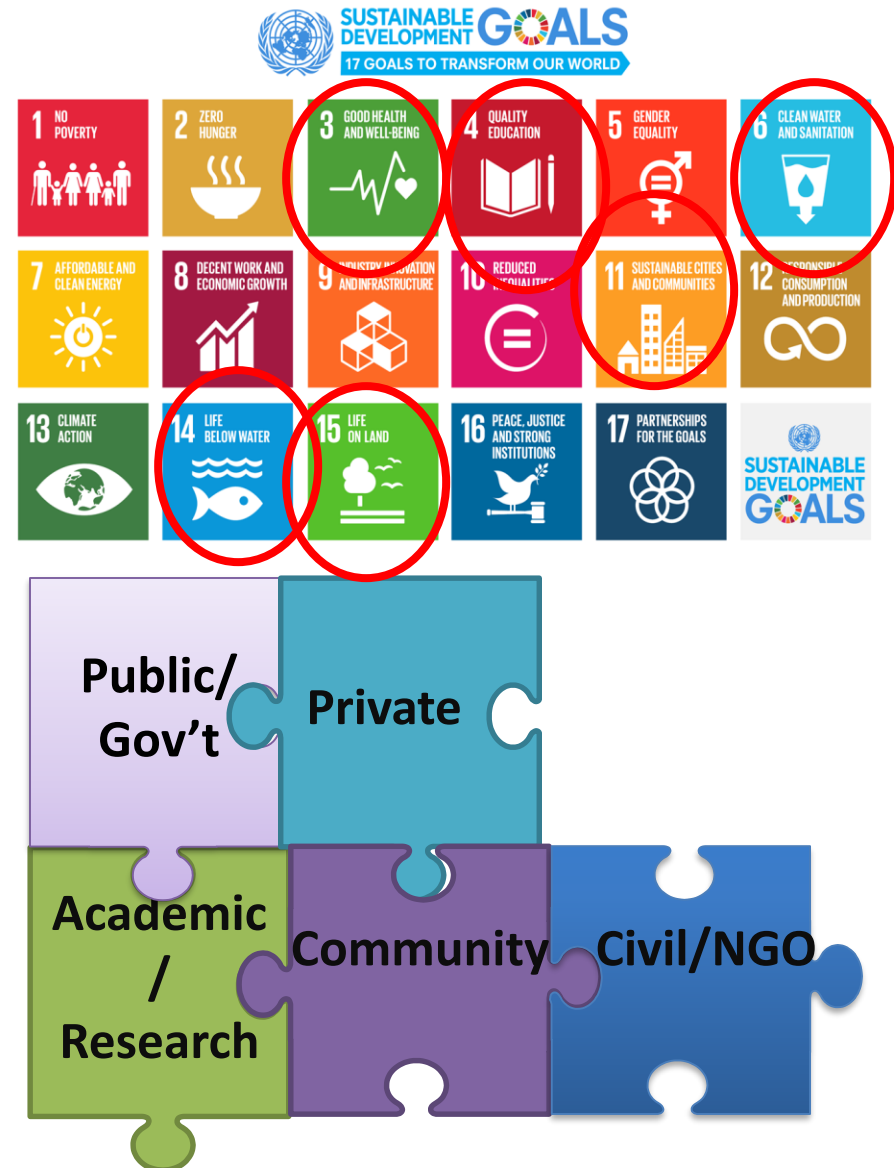 SUSTAINABLE
DEVELOPMENT GOALS
17 GOALS TO TRANSFORM OUR WORLD
1 NO
POVERTY
2 ZERO
HUNGER
3 GOOD HEALTH
AND WELL-BEING
4 QUALITY
EDUCATION
5 GENDER
EQUALITY
6 CLEAN WATER
AND SANITATION
7 AFFORDABLE AND
CLEAN ENERGY
8 DECENT WORK AND
ECONOMIC GROWTH
9 INDUSTRY, INNOVATION
AND INFRASTRUCTURE
10 REDUCED
INEQUALITIES
11 SUSTAINABLE CITIES
AND COMMUNITIES
12 RESPONSIBLE
CONSUMPTION
AND PRODUCTION
13 CLIMATE
ACTION
14 LIFE
BELOW WATER
15 LIFE
ON LAND
16 PEACE, JUSTICE
AND STRONG
INSTITUTIONS
17 PARTNERSHIPS
FOR THE GOALS
SUSTAINABLE
DEVELOPMENT
GOALS
Public/
Gov't
Private
Academic
/
Research
Community
Civil/NGO